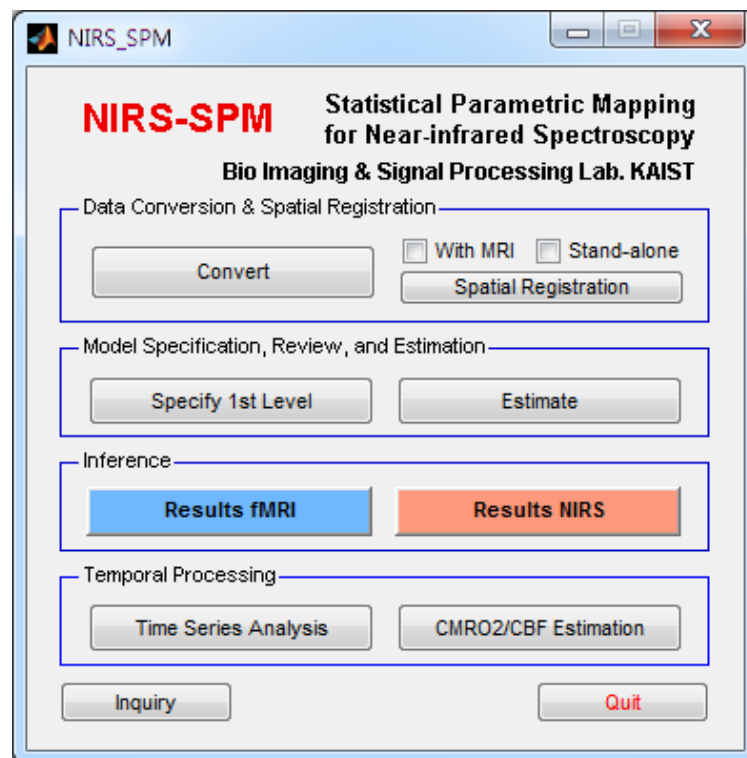 NIRS_SPM
NIRS-SPM
Statistical Parametric Mapping
for Near-infrared Spectroscopy
Bio Imaging & Signal Processing Lab. KAIST
Data Conversion & Spatial Registration
Convert
With MRI
Stand-alone
Spatial Registration
Model Specification, Review, and Estimation
Specify 1st Level
Estimate
Inference
Results fMRI
Results NIRS
Temporal Processing
Time Series Analysis
CMRO2/CBF Estimation
Inquiry
Quit